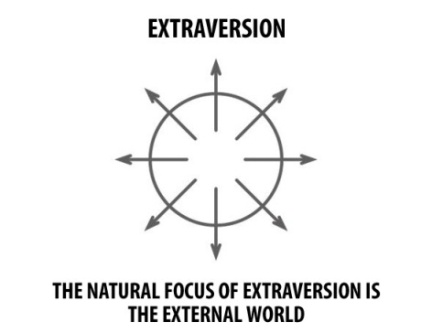 EXTRAVERSION
THE NATURAL FOCUS OF EXTRAVERSION IS
THE EXTERNAL WORLD